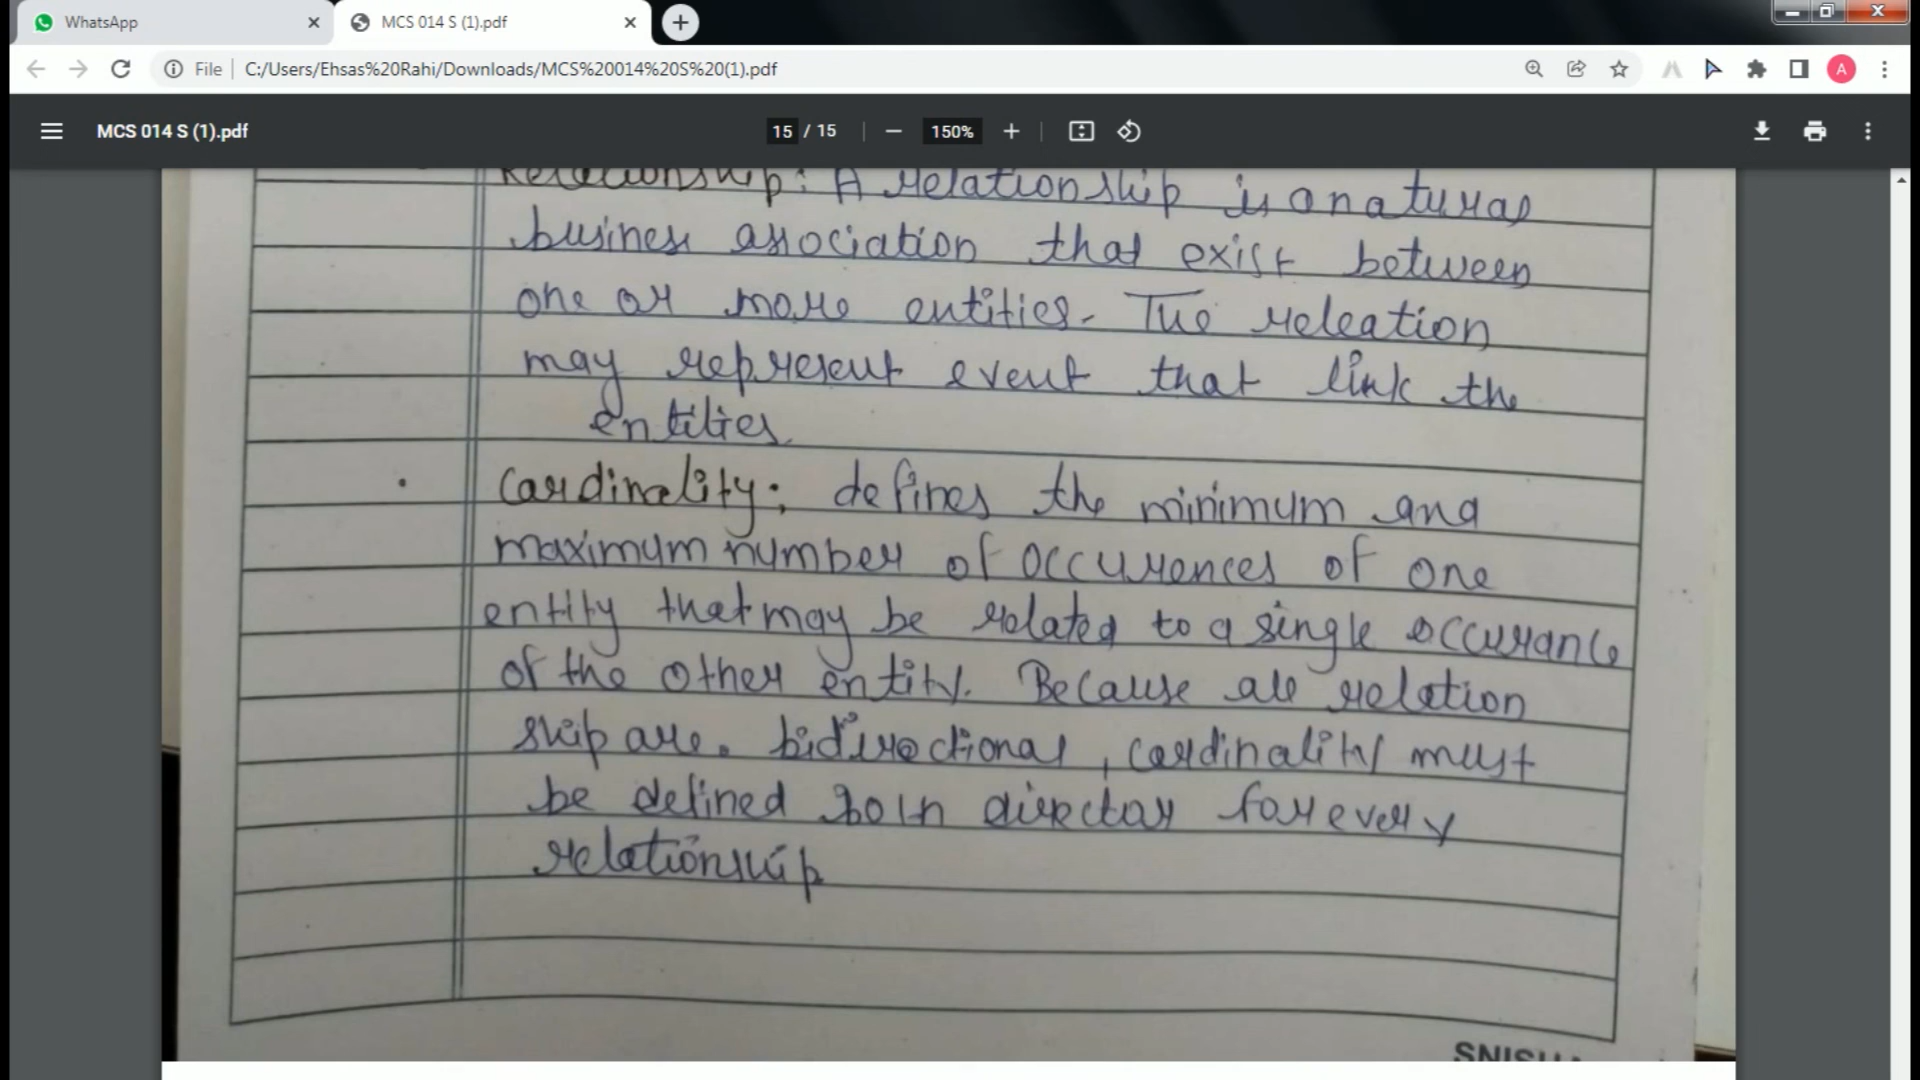 WhatsApp
MCS 014 S (1).pdf
File
C:/Users/Ehsas%20Rahi/Downloads/MCS%20014%20S%20(1).pdf
A
MCS 014 S (1).pdf
15 / 15
150%
Relationship: A relationship is a natural
business association that exist between
one or more entities. The releation
may represent event that link the
entities
Cardinality: defines the minimum and
maximum number of occurences of one
entity that may be related to a single occurance
of the other entity. Because all relation
ship are. bidirectional, cardinality must
be defined director for every
relationship